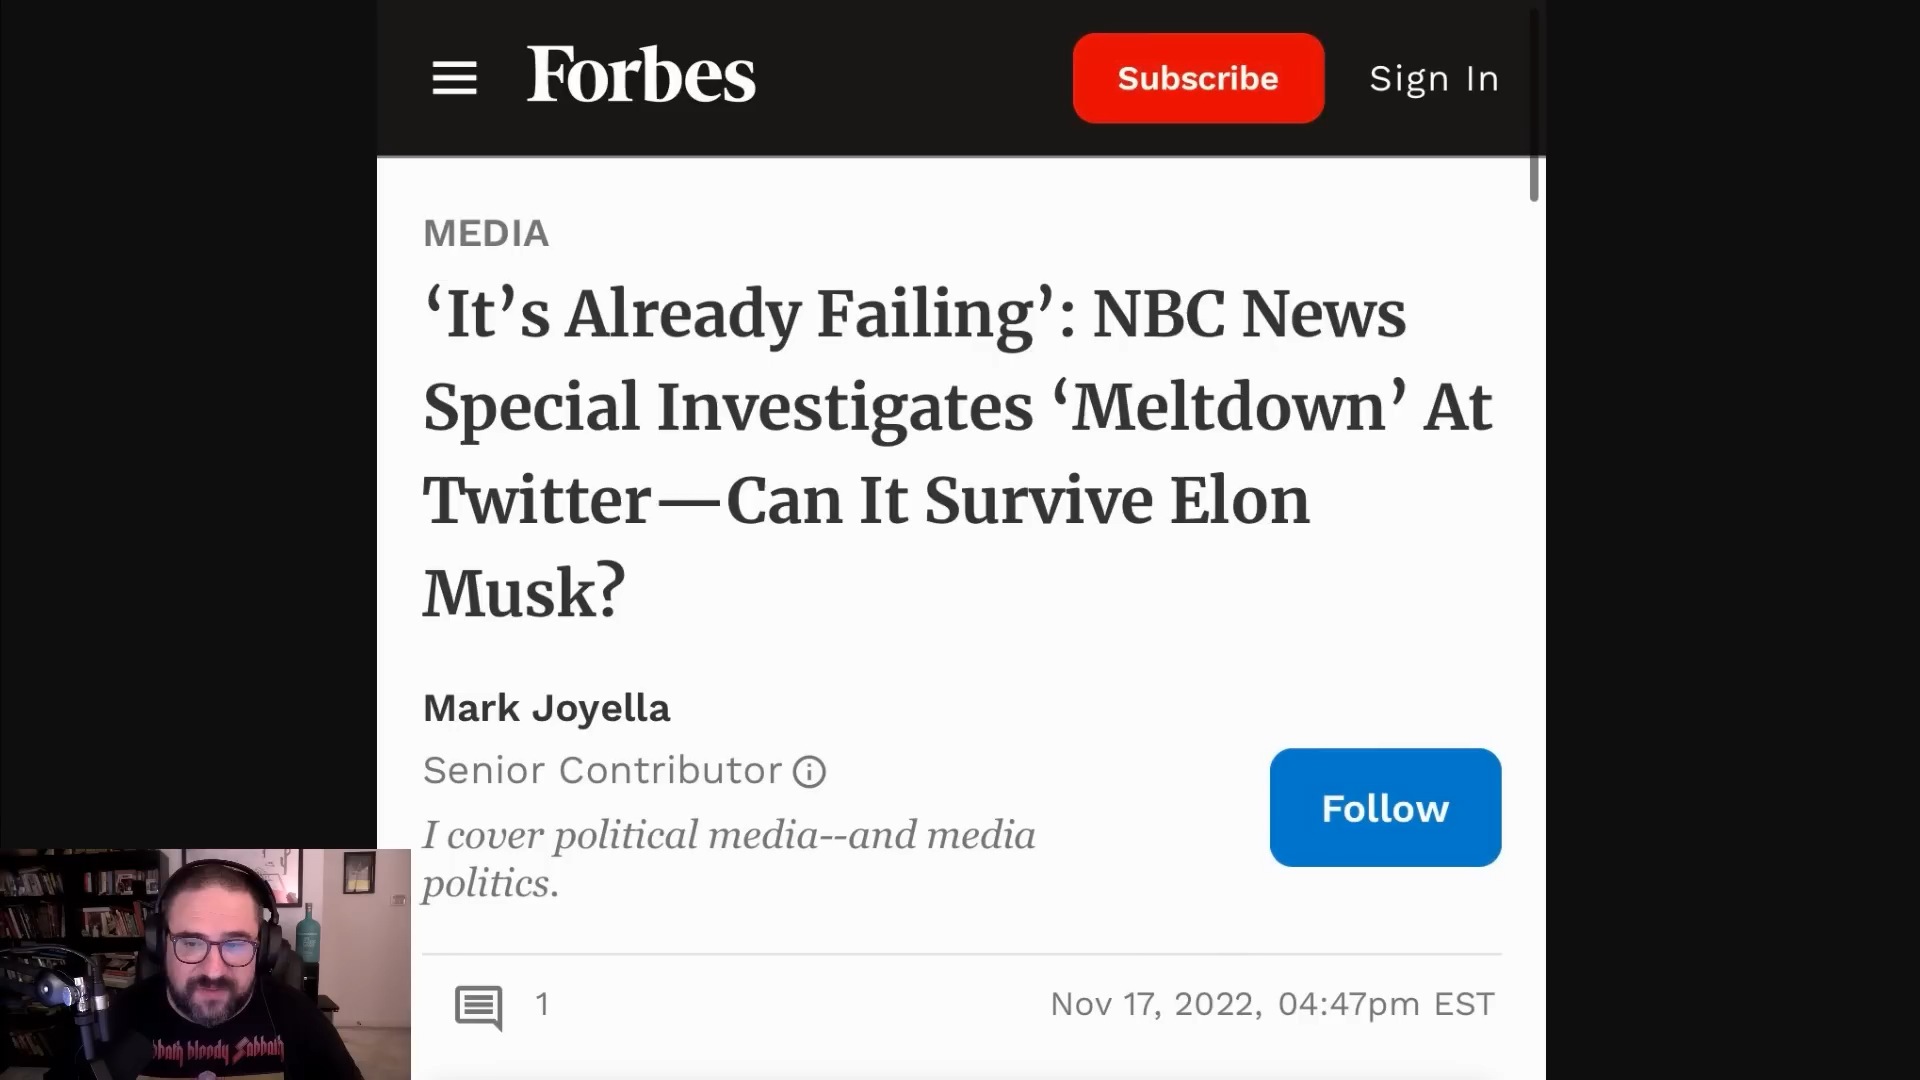 Forbes
Subscribe
Sign In
MEDIA
‘It’s Already Failing’: NBC News
Special Investigates ‘Meltdown’ At
Twitter—Can It Survive Elon
Musk?
Mark Joyella
Senior Contributor
I cover political media--and media
politics.
Follow
1
Nov 17, 2022, 04:47pm EST
bloody Sabbath